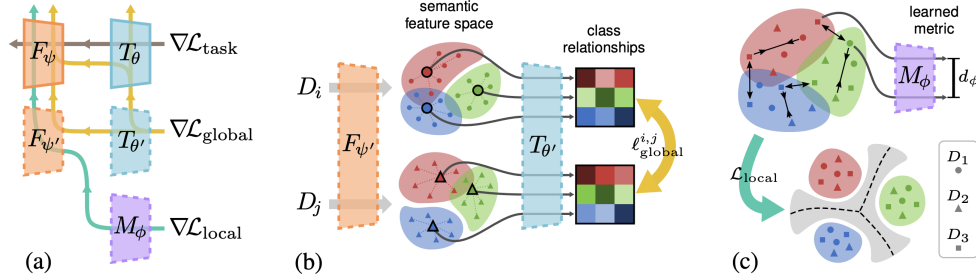 F_ψ
T_θ
∇L_task
F_ψ′
T_θ′
∇L_global
M_ϕ
∇L_local
(a)
semantic
feature space
class
relationships
D_i
F_ψ′
T_θ′
ℓ^{i,j}_global
D_j
(b)
learned
metric
M_ϕ
d_ϕ
L_local
D_1
D_2
D_3
(c)